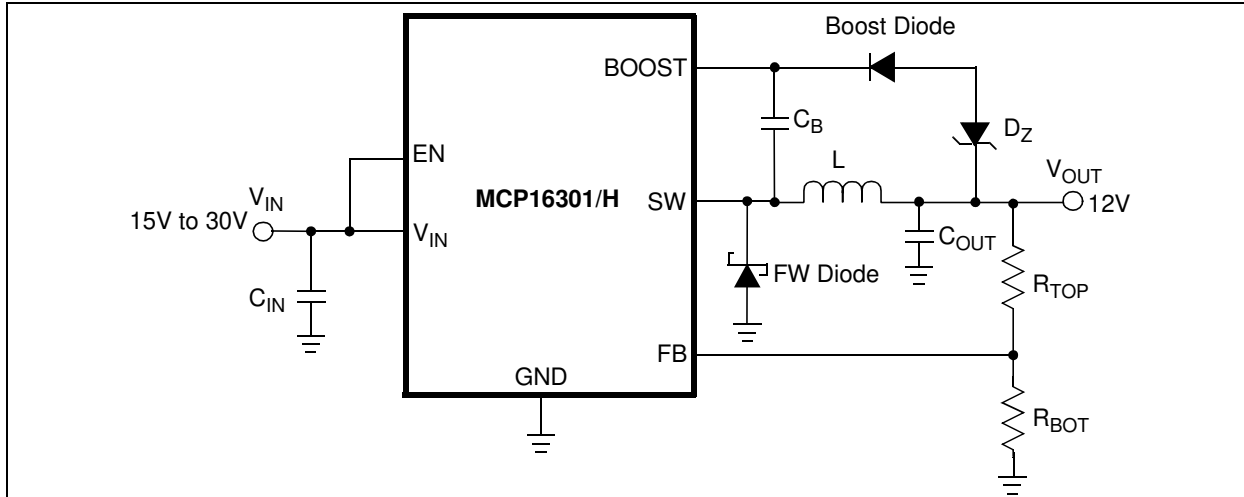 Boost Diode
BOOST
C_B
D_Z
EN
L
V_OUT
V_IN
MCP16301/H
SW
12V
15V to 30V
V_IN
C_OUT
FW Diode
R_TOP
C_IN
FB
GND
R_BOT